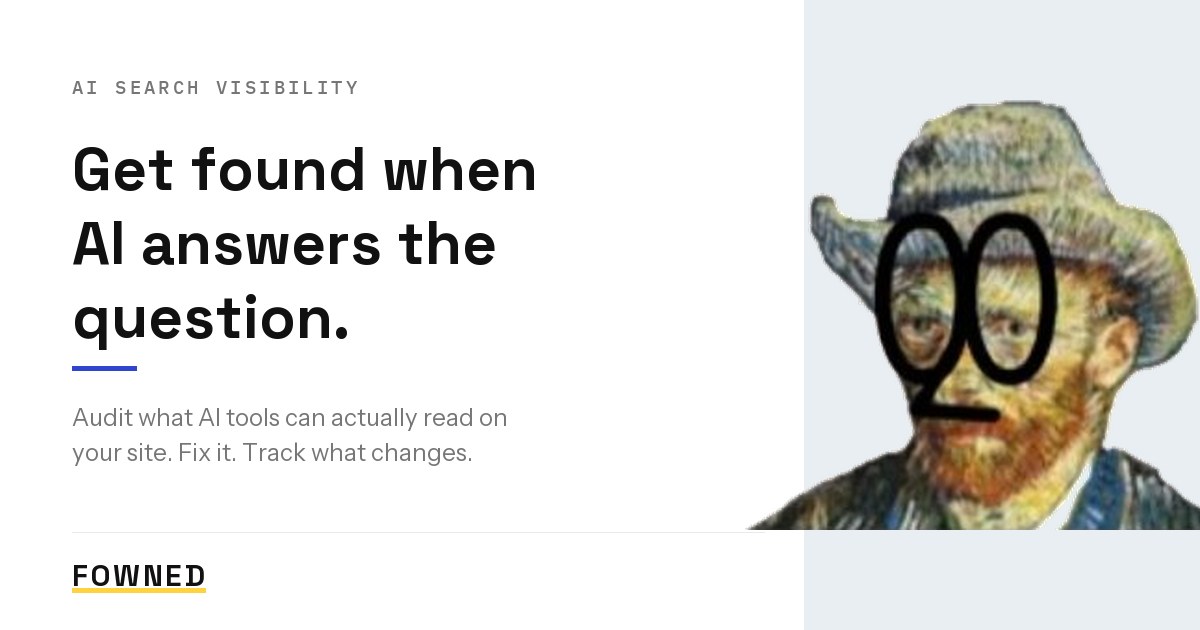 AI SEARCH VISIBILITY
Get found when
AI answers the
question.
Audit what AI tools can actually read on
your site. Fix it. Track what changes.
FOWNED